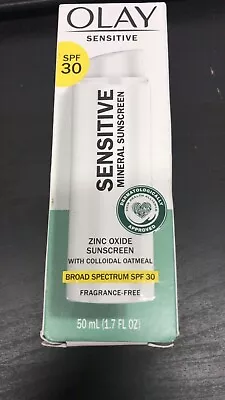 OLAY
SENSITIVE
SPF
30
SENSITIVE
MINERAL SUNSCREEN
DERMATOLOGICALLY
APPROVED
ZINC OXIDE
SUNSCREEN
WITH COLLOIDAL OATMEAL
BROAD SPECTRUM SPF 30
FRAGRANCE-FREE
50 mL (1.7 FL OZ)